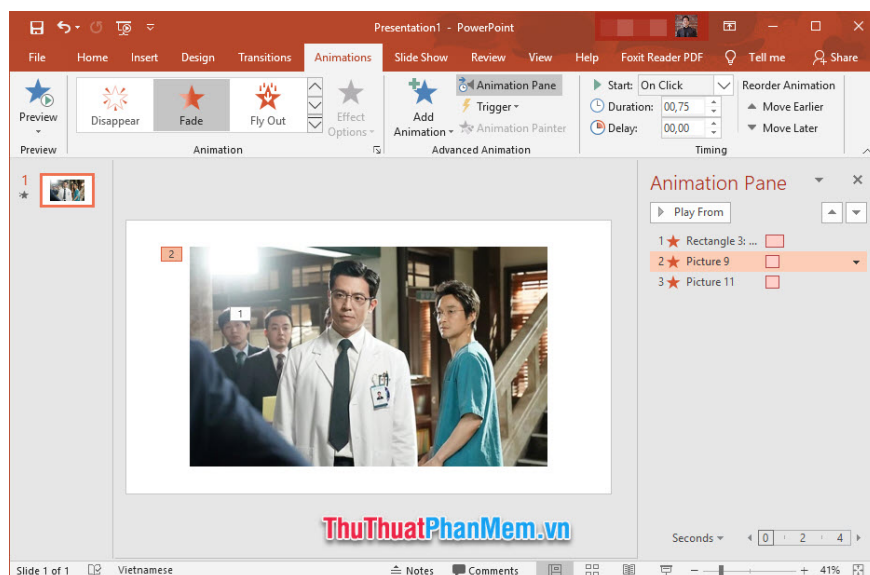 Presentation1 - PowerPoint
File Home Insert Design Transitions Animations Slide Show Review View Help Foxit Reader PDF Tell me Share
Preview
Disappear Fade Fly Out
Effect Options
Add Animation
Animation Pane
Trigger
Animation Painter
Start: On Click
Duration: 00,75
Delay: 00,00
Reorder Animation
Move Earlier
Move Later
Preview Animation Advanced Animation Timing
1
2
1
Animation Pane
Play From
1 Rectangle 3: ...
2 Picture 9
3 Picture 11
ThuThuatPhanMem.vn
Seconds 0 2 4
Slide 1 of 1 Vietnamese Notes Comments 41%